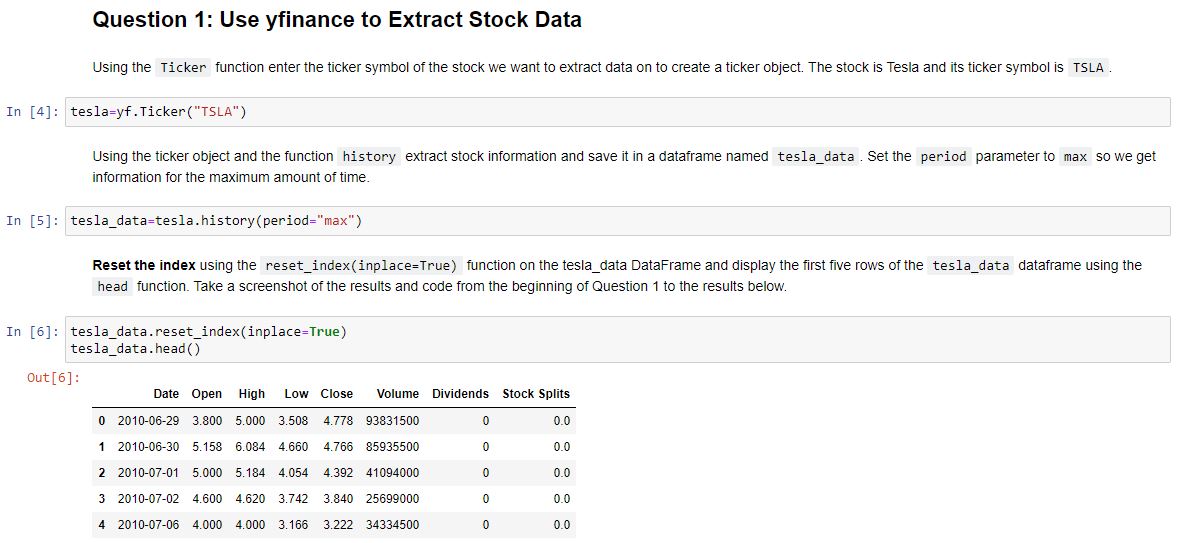 Question 1: Use yfinance to Extract Stock Data
Using the Ticker function enter the ticker symbol of the stock we want to extract data on to create a ticker object. The stock is Tesla and its ticker symbol is TSLA .
In [4]: tesla=yf.Ticker("TSLA")
Using the ticker object and the function history extract stock information and save it in a dataframe named tesla_data . Set the period parameter to max so we get
information for the maximum amount of time.
In [5]: tesla_data=tesla.history(period="max")
Reset the index using the reset_index(inplace=True) function on the tesla_data DataFrame and display the first five rows of the tesla_data dataframe using the
head function. Take a screenshot of the results and code from the beginning of Question 1 to the results below.
In [6]: tesla_data.reset_index(inplace=True)
tesla_data.head()
Out[6]:
Date Open High Low Close Volume Dividends Stock Splits
0 2010-06-29 3.800 5.000 3.508 4.778 93831500 0 0.0
1 2010-06-30 5.158 6.084 4.660 4.766 85935500 0 0.0
2 2010-07-01 5.000 5.184 4.054 4.392 41094000 0 0.0
3 2010-07-02 4.600 4.620 3.742 3.840 25699000 0 0.0
4 2010-07-06 4.000 4.000 3.166 3.222 34334500 0 0.0